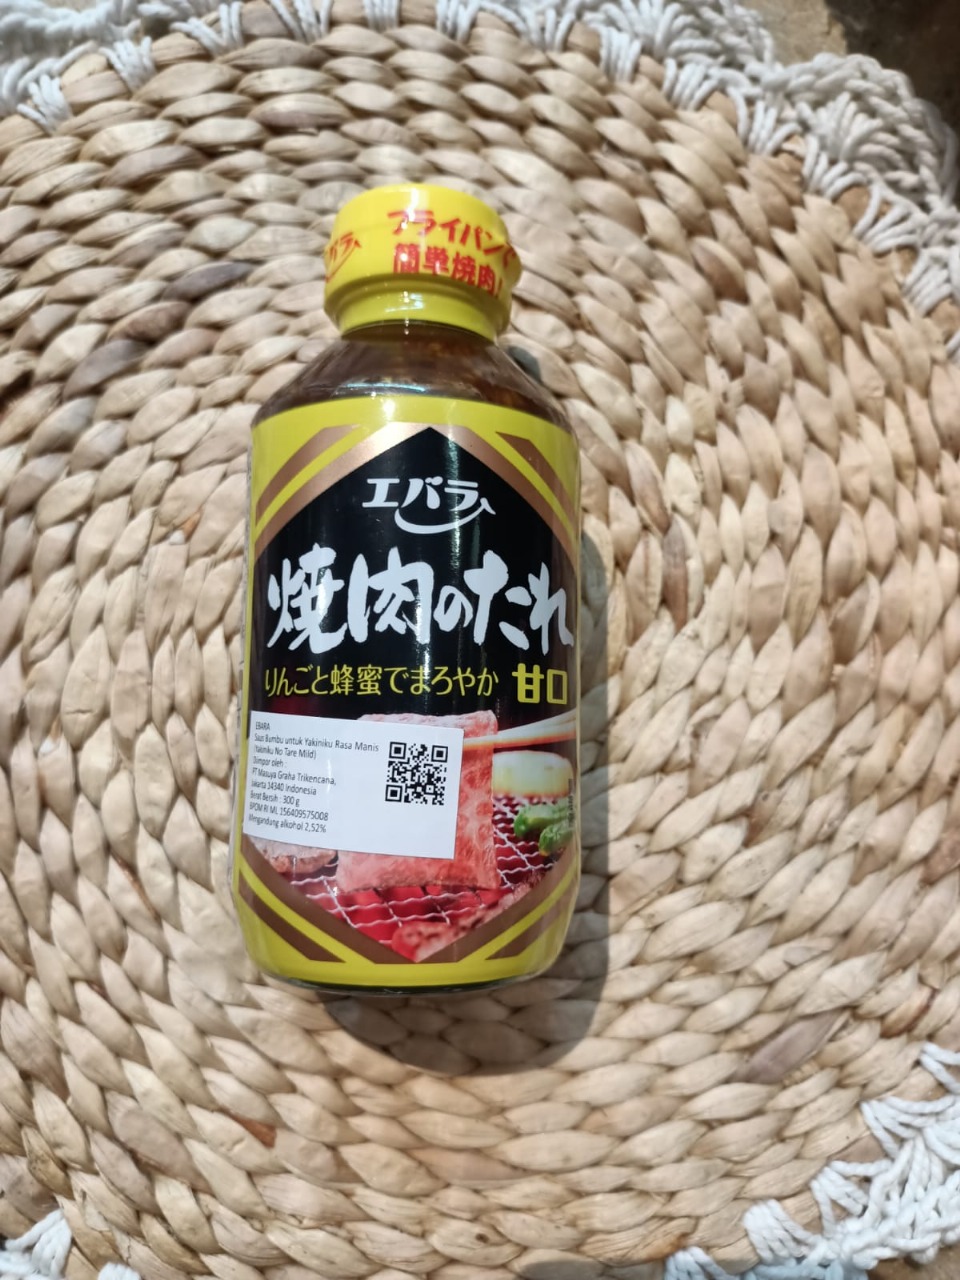 フライパンで
簡単焼肉!
エバラ
焼肉のたれ
りんごと蜂蜜でまろやか 甘口
EBARA
Saus Bumbu untuk Yakiniku Rasa Manis
(Yakiniku No Tare Mild)
Diimpor oleh :
PT Masuya Graha Trikencana,
Jakarta 14340 Indonesia
Berat Bersih : 300 g
BPOM RI ML 156409575008
Mengandung alkohol 2,52%